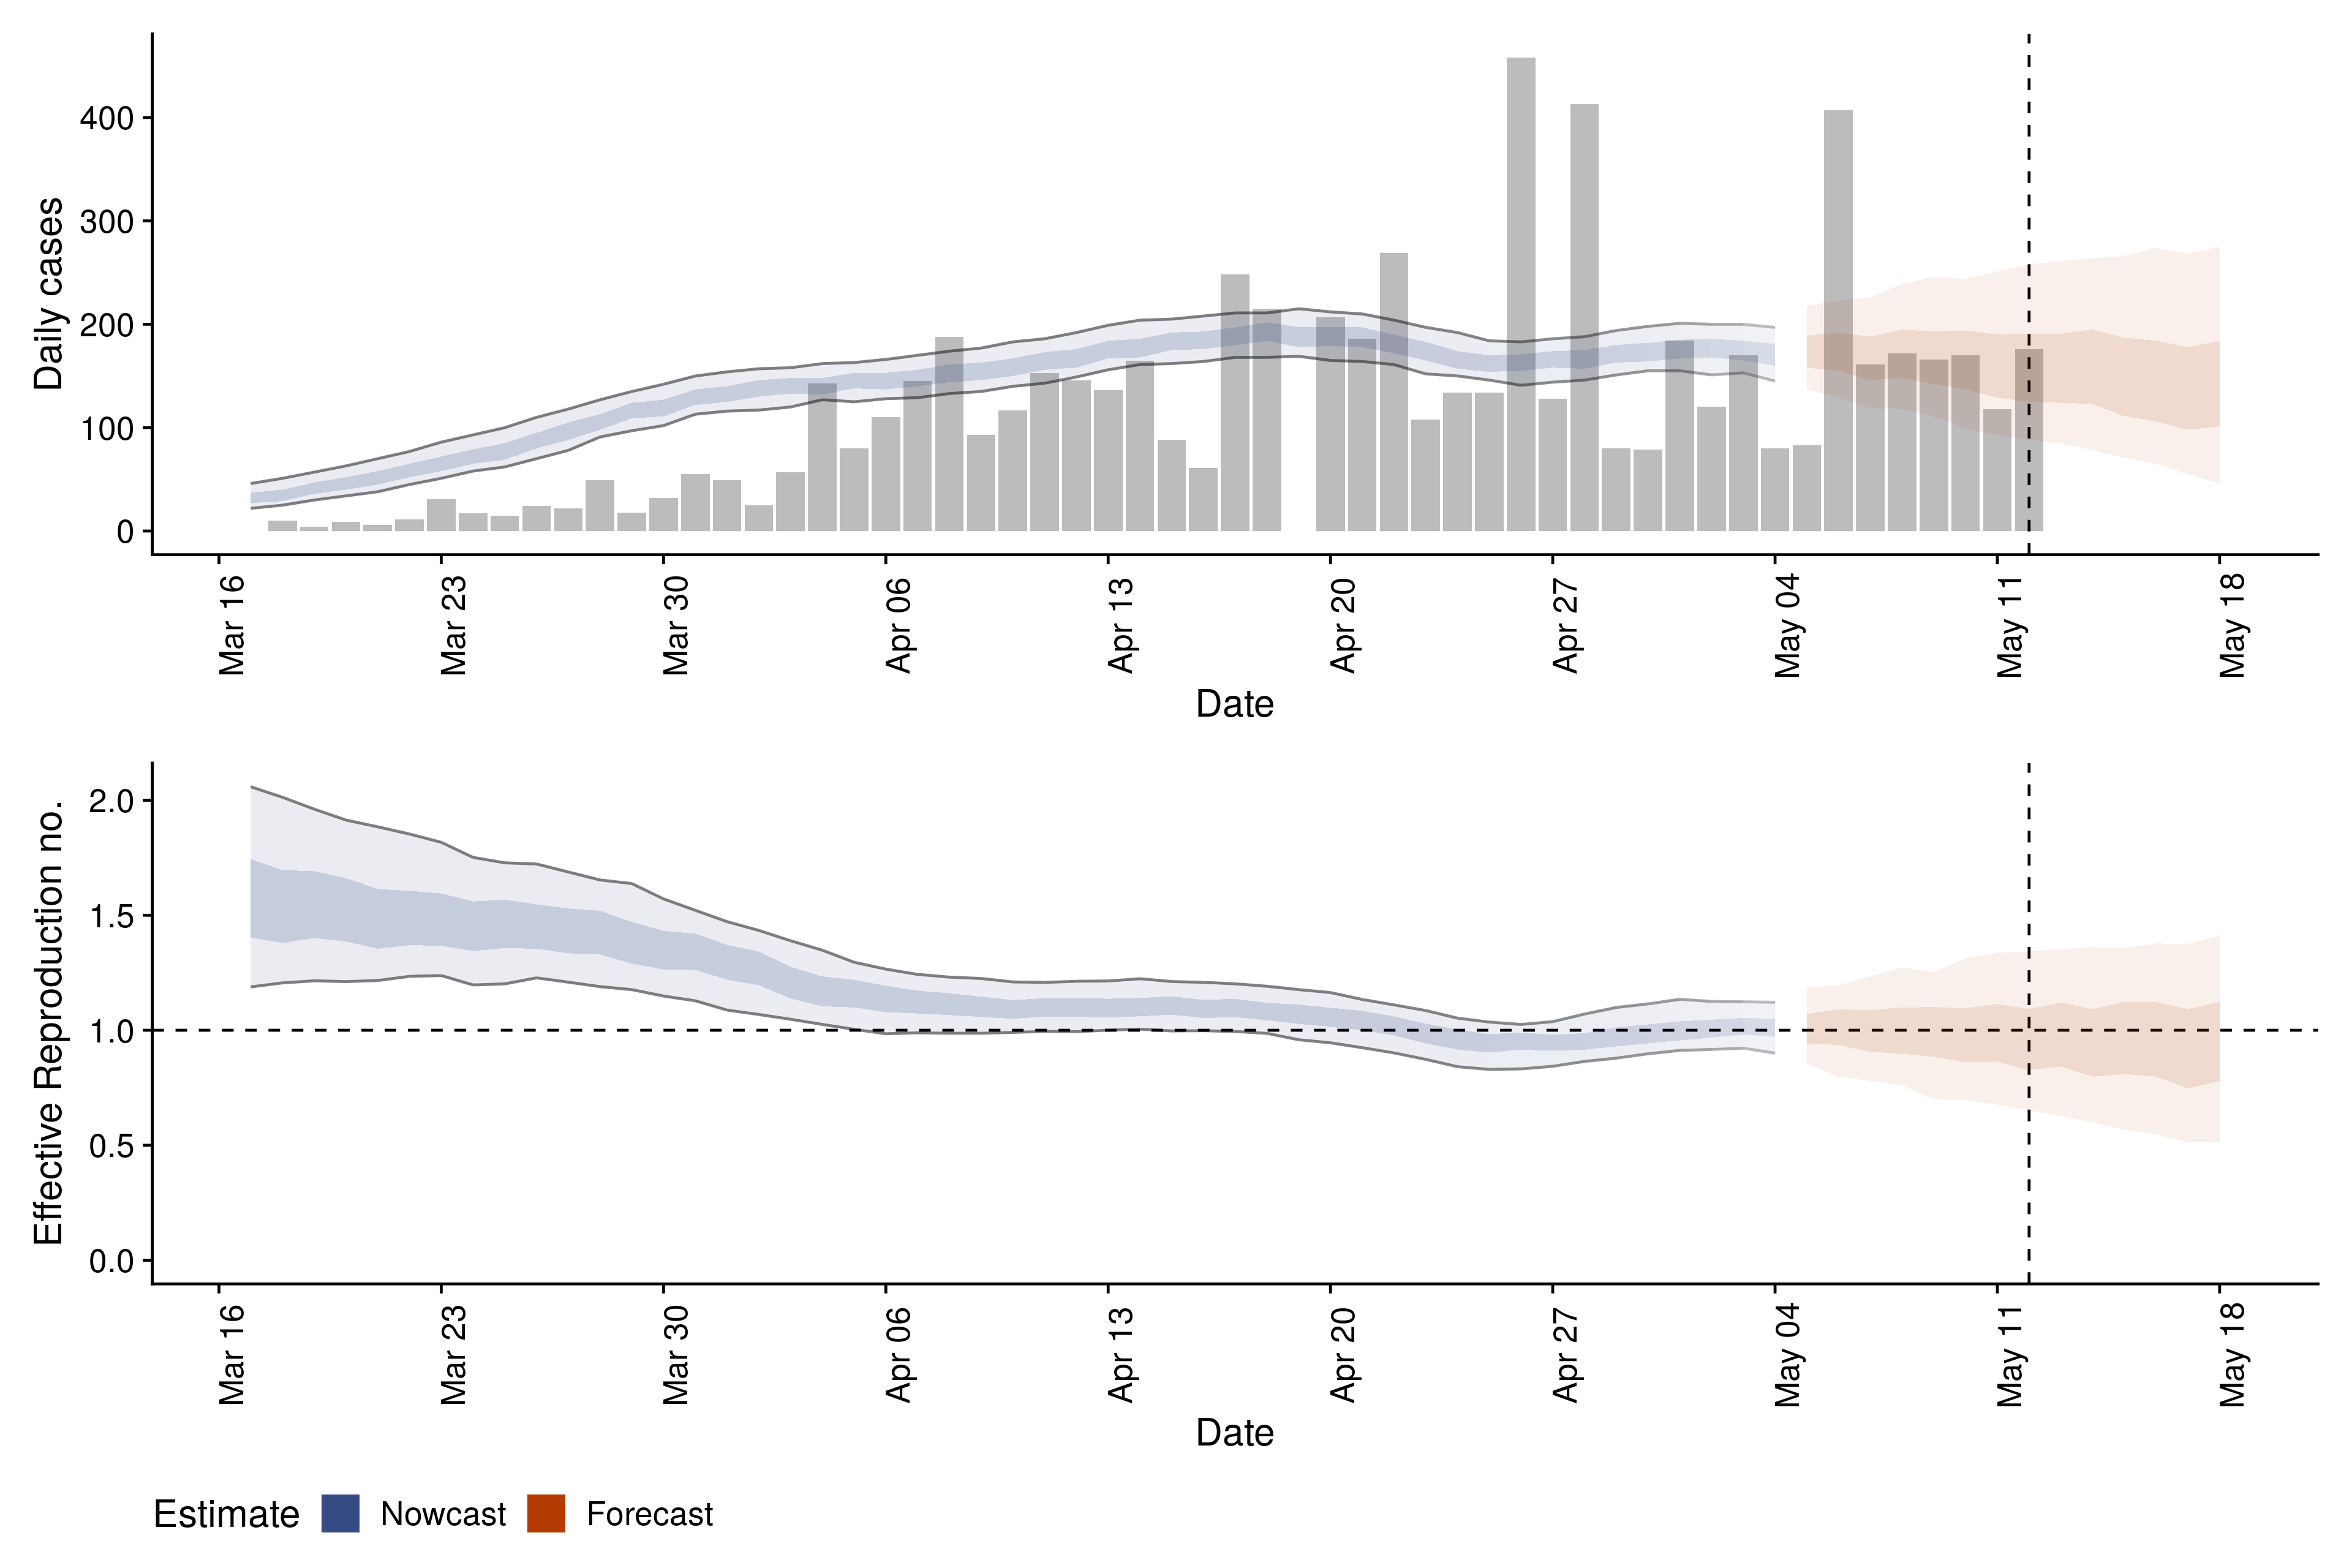 Daily cases
400
300
200
100
0
Mar 16
Mar 23
Mar 30
Apr 06
Apr 13
Apr 20
Apr 27
May 04
May 11
May 18
Date
Effective Reproduction no.
2.0
1.5
1.0
0.5
0.0
Mar 16
Mar 23
Mar 30
Apr 06
Apr 13
Apr 20
Apr 27
May 04
May 11
May 18
Date
Estimate Nowcast Forecast